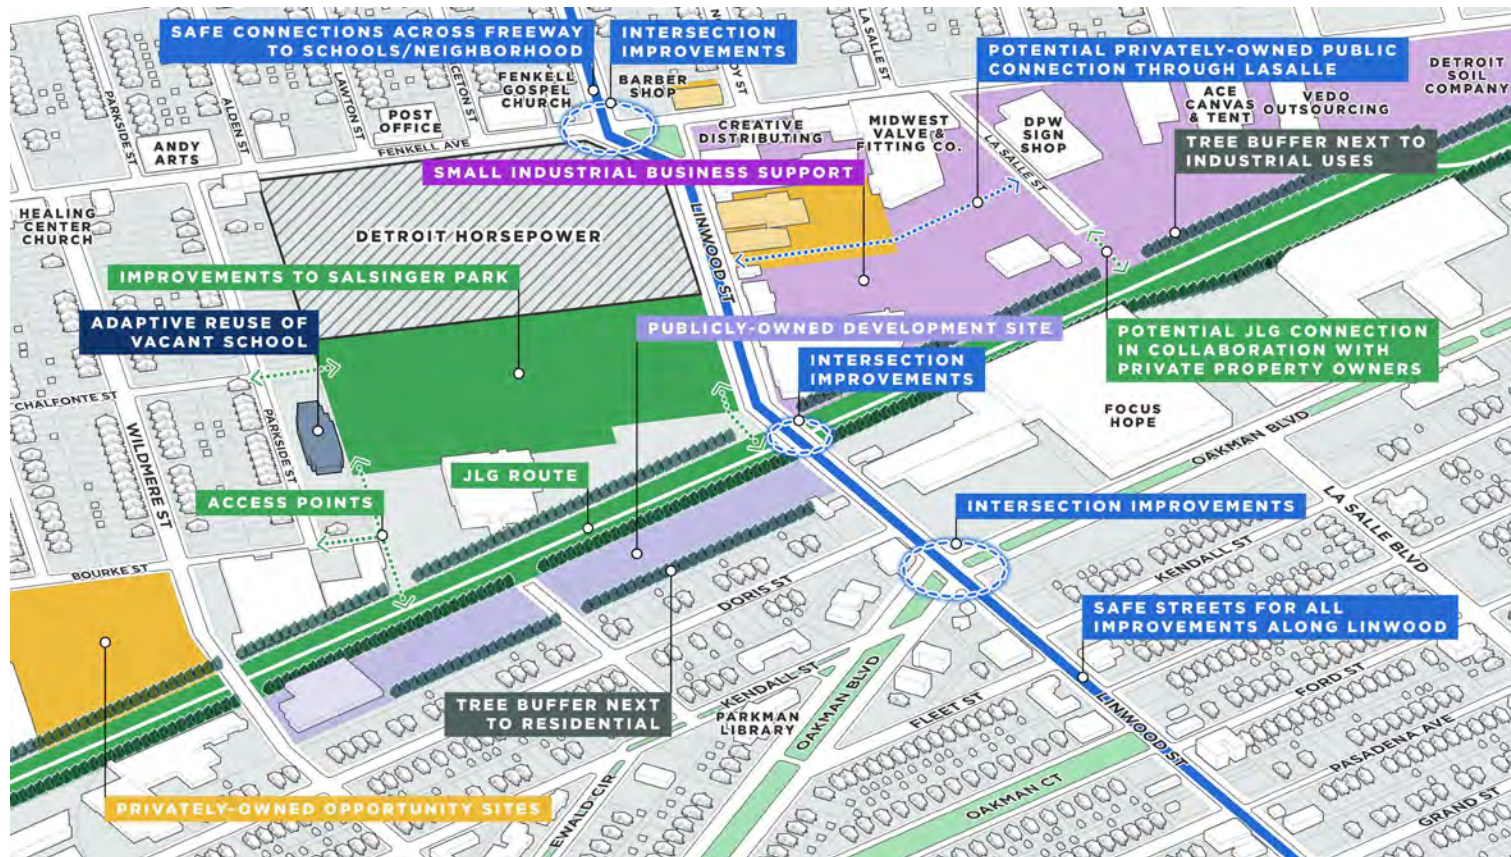 SAFE CONNECTIONS ACROSS FREEWAY
TO SCHOOLS/NEIGHBORHOOD
INTERSECTION
IMPROVEMENTS
POTENTIAL PRIVATELY-OWNED PUBLIC
CONNECTION THROUGH LASALLE
LA SALLE ST
DETROIT
SOIL
COMPANY
FENKELL
GOSPEL
CHURCH
BARBER
SHOP
ACE
CANVAS
& TENT
VEDO
OUTSOURCING
PARKSIDE ST
ALDEN ST
LAWTON ST
POST
OFFICE
ANDY
ARTS
FENKELL AVE
CREATIVE
DISTRIBUTING
MIDWEST
VALVE &
FITTING CO.
DPW
SIGN
SHOP
LA SALLE ST
TREE BUFFER NEXT TO
INDUSTRIAL USES
SMALL INDUSTRIAL BUSINESS SUPPORT
HEALING
CENTER
CHURCH
DETROIT HORSEPOWER
LINWOOD ST
IMPROVEMENTS TO SALSINGER PARK
ADAPTIVE REUSE OF
VACANT SCHOOL
PUBLICLY-OWNED DEVELOPMENT SITE
INTERSECTION
IMPROVEMENTS
POTENTIAL JLG CONNECTION
IN COLLABORATION WITH
PRIVATE PROPERTY OWNERS
CHALFONTE ST
WILDMERE ST
PARKSIDE ST
FOCUS
HOPE
OAKMAN BLVD
JLG ROUTE
ACCESS POINTS
INTERSECTION IMPROVEMENTS
LA SALLE BLVD
BOURKE ST
DORIS ST
KENDALL ST
SAFE STREETS FOR ALL
IMPROVEMENTS ALONG LINWOOD
TREE BUFFER NEXT
TO RESIDENTIAL
KENDALL ST
PARKMAN
LIBRARY
OAKMAN BLVD
FLEET ST
FORD ST
LINWOOD ST
PASADENA AVE
PRIVATELY-OWNED OPPORTUNITY SITES
EWALD CIR
OAKMAN CT
GRAND ST